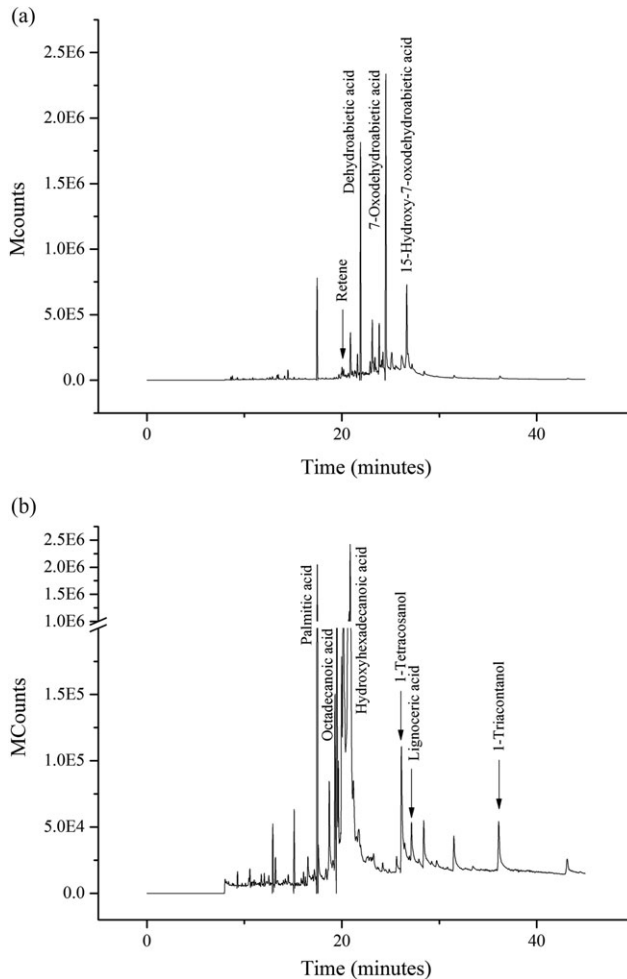 (a)
2.5E6
2.0E6
1.5E6
1.0E6
5.0E5
0.0
Mcounts
Retene
Dehydroabietic acid
7-Oxodehydroabietic acid
15-Hydroxy-7-oxodehydroabietic acid
0
20
40
Time (minutes)
(b)
2.5E6
2.0E6
1.5E6
1.0E6
1.5E5
1.0E5
5.0E4
0.0
MCounts
Palmitic acid
Octadecanoic acid
Hydroxyhexadecanoic acid
1-Tetracosanol
Lignoceric acid
1-Triacontanol
0
20
40
Time (minutes)